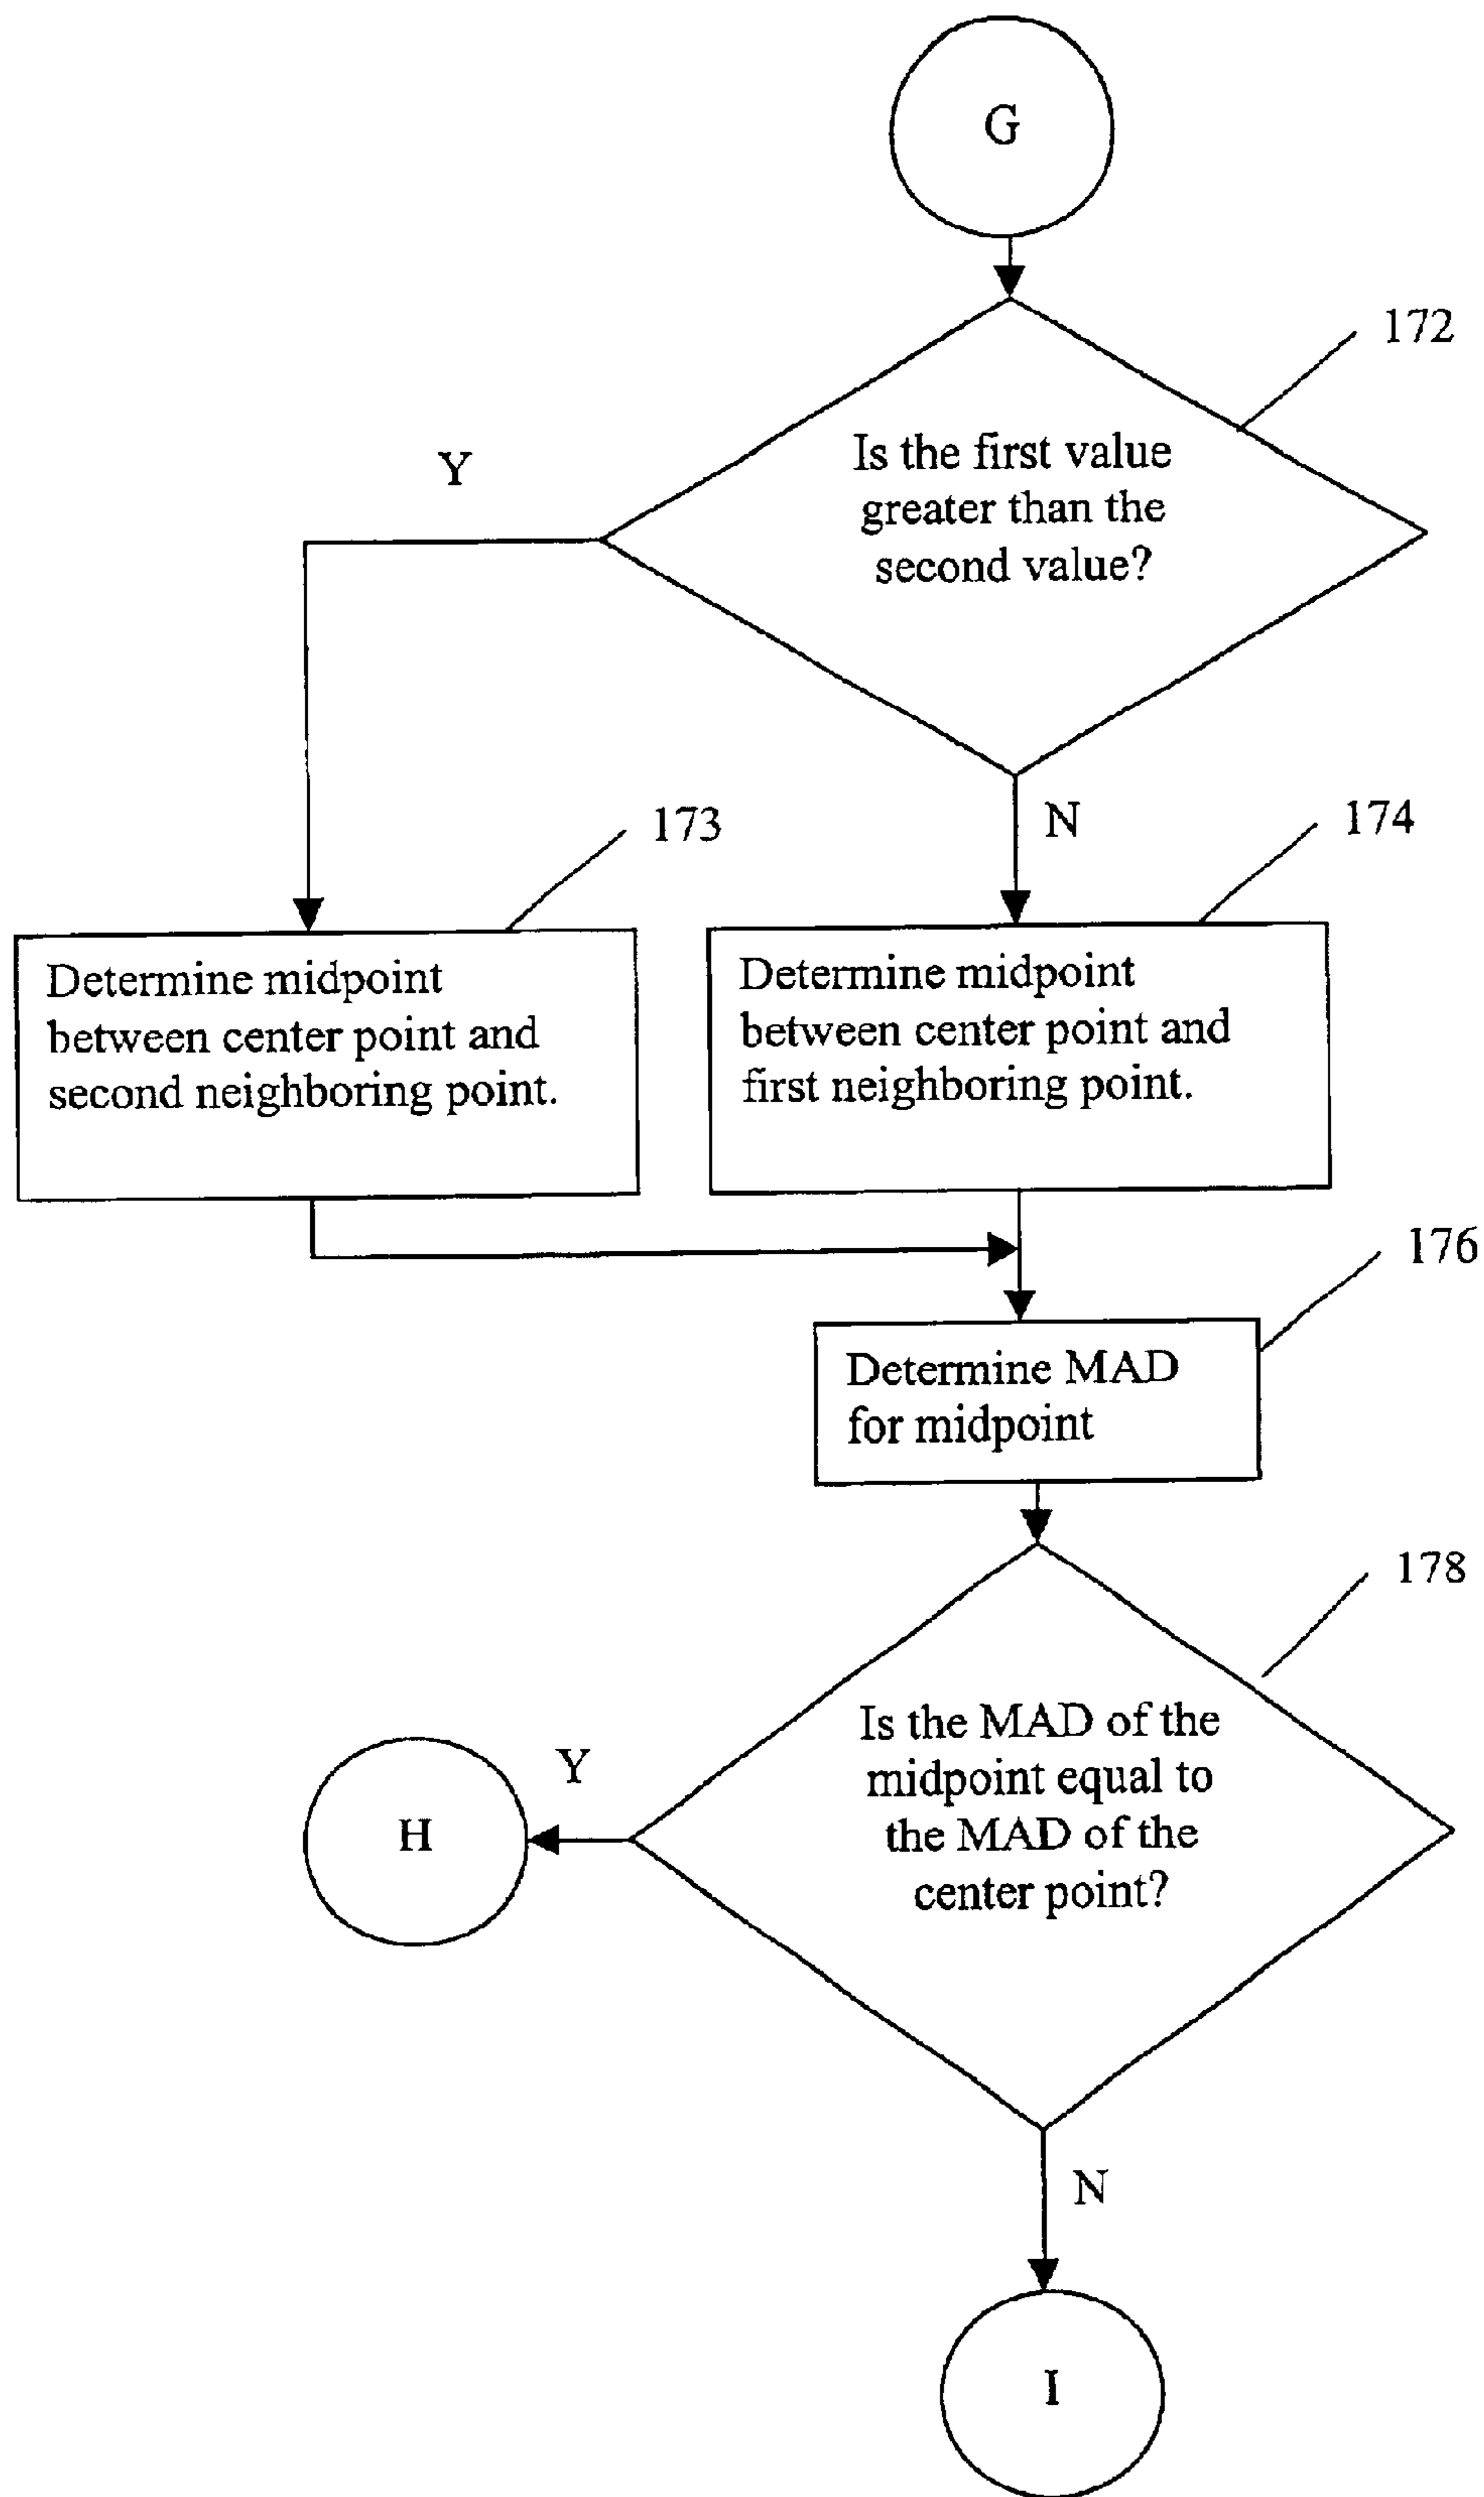 G
172
Is the first value
greater than the
second value?
Y
N
173
174
Determine midpoint
between center point and
second neighboring point.
Determine midpoint
between center point and
first neighboring point.
176
Determine MAD
for midpoint
178
Is the MAD of the
midpoint equal to
the MAD of the
center point?
Y
H
N
I